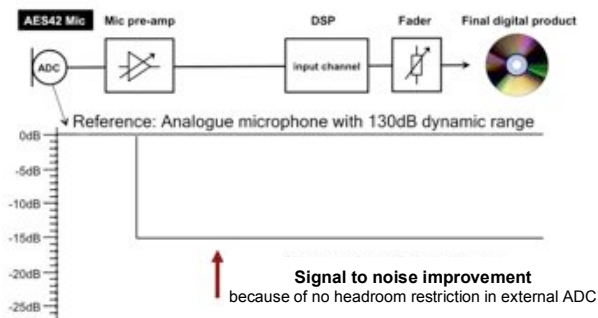 AES42 Mic Mic pre-amp DSP Fader Final digital product
ADC input channel
Reference: Analogue microphone with 130dB dynamic range
0dB
-5dB
-10dB
-15dB
-20dB
Signal to noise improvement
because of no headroom restriction in external ADC
-25dB